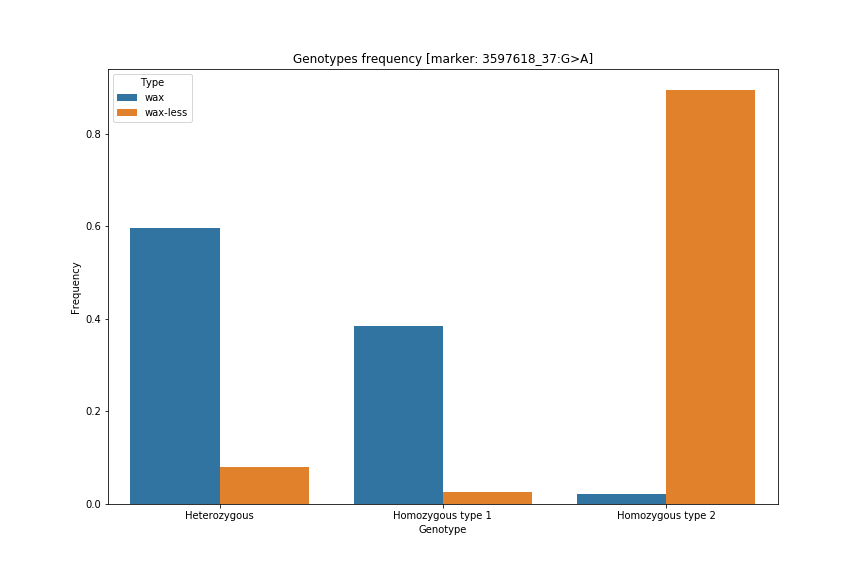 Genotypes frequency [marker: 3597618_37:G>A]
Type
wax
wax-less
0.8
0.6
0.4
0.2
0.0
Frequency
Heterozygous
Homozygous type 1
Homozygous type 2
Genotype